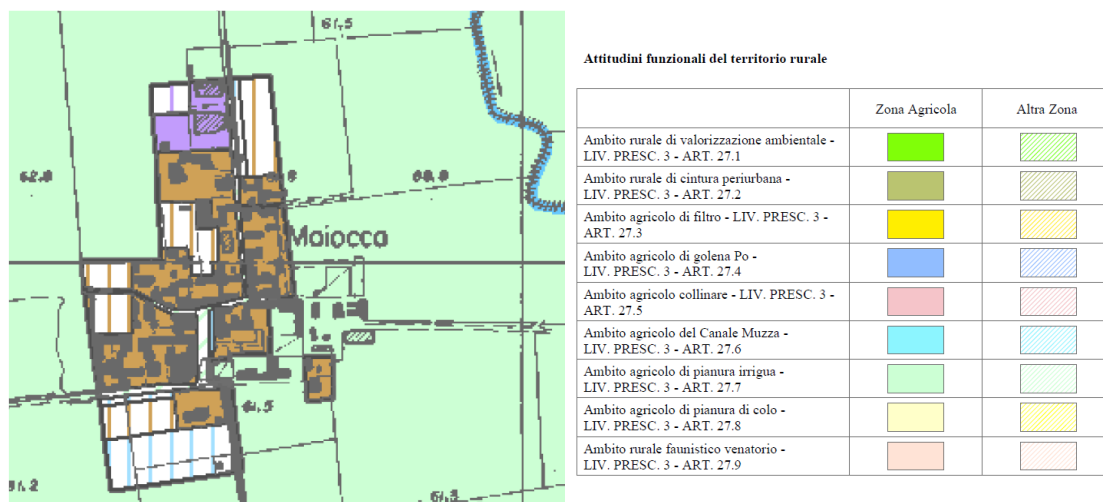 61,5
62.8
60.9
Maiocca
61.5
61.2
Attitudini funzionali del territorio rurale
Zona Agricola
Altra Zona
Ambito rurale di valorizzazione ambientale -
LIV. PRESC. 3 - ART. 27.1
Ambito rurale di cintura periurbana -
LIV. PRESC. 3 - ART. 27.2
Ambito agricolo di filtro - LIV. PRESC. 3 -
ART. 27.3
Ambito agricolo di golena Po -
LIV. PRESC. 3 - ART. 27.4
Ambito agricolo collinare - LIV. PRESC. 3 -
ART. 27.5
Ambito agricolo del Canale Muzza -
LIV. PRESC. 3 - ART. 27.6
Ambito agricolo di pianura irrigua -
LIV. PRESC. 3 - ART. 27.7
Ambito agricolo di pianura di colo -
LIV. PRESC. 3 - ART. 27.8
Ambito rurale faunistico venatorio -
LIV. PRESC. 3 - ART. 27.9